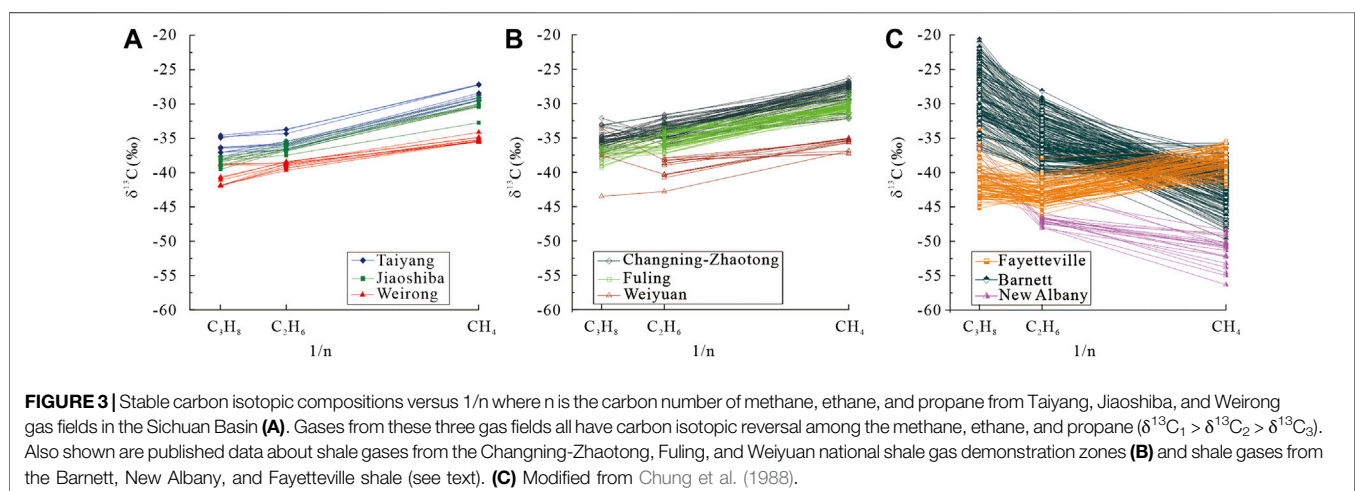 A
-20
-25
-30
-35
-40
-45
-50
-55
-60
δ¹³C (‰)
Taiyang
Jiaoshiba
Weirong
C₃H₈ C₂H₆ CH₄
1/n
B
-20
-25
-30
-35
-40
-45
-50
-55
-60
δ¹³C (‰)
Changning-Zhaotong
Fuling
Weiyuan
C₃H₈ C₂H₆ CH₄
1/n
C
-20
-25
-30
-35
-40
-45
-50
-55
-60
δ¹³C (‰)
Fayetteville
Barnett
New Albany
C₃H₈ C₂H₆ CH₄
1/n
FIGURE 3 | Stable carbon isotopic compositions versus 1/n where n is the carbon number of methane, ethane, and propane from Taiyang, Jiaoshiba, and Weirong
gas fields in the Sichuan Basin (A). Gases from these three gas fields all have carbon isotopic reversal among the methane, ethane, and propane (δ¹³C₁ > δ¹³C₂ > δ¹³C₃).
Also shown are published data about shale gases from the Changning-Zhaotong, Fuling, and Weiyuan national shale gas demonstration zones (B) and shale gases from
the Barnett, New Albany, and Fayetteville shale (see text). (C) Modified from Chung et al. (1988).